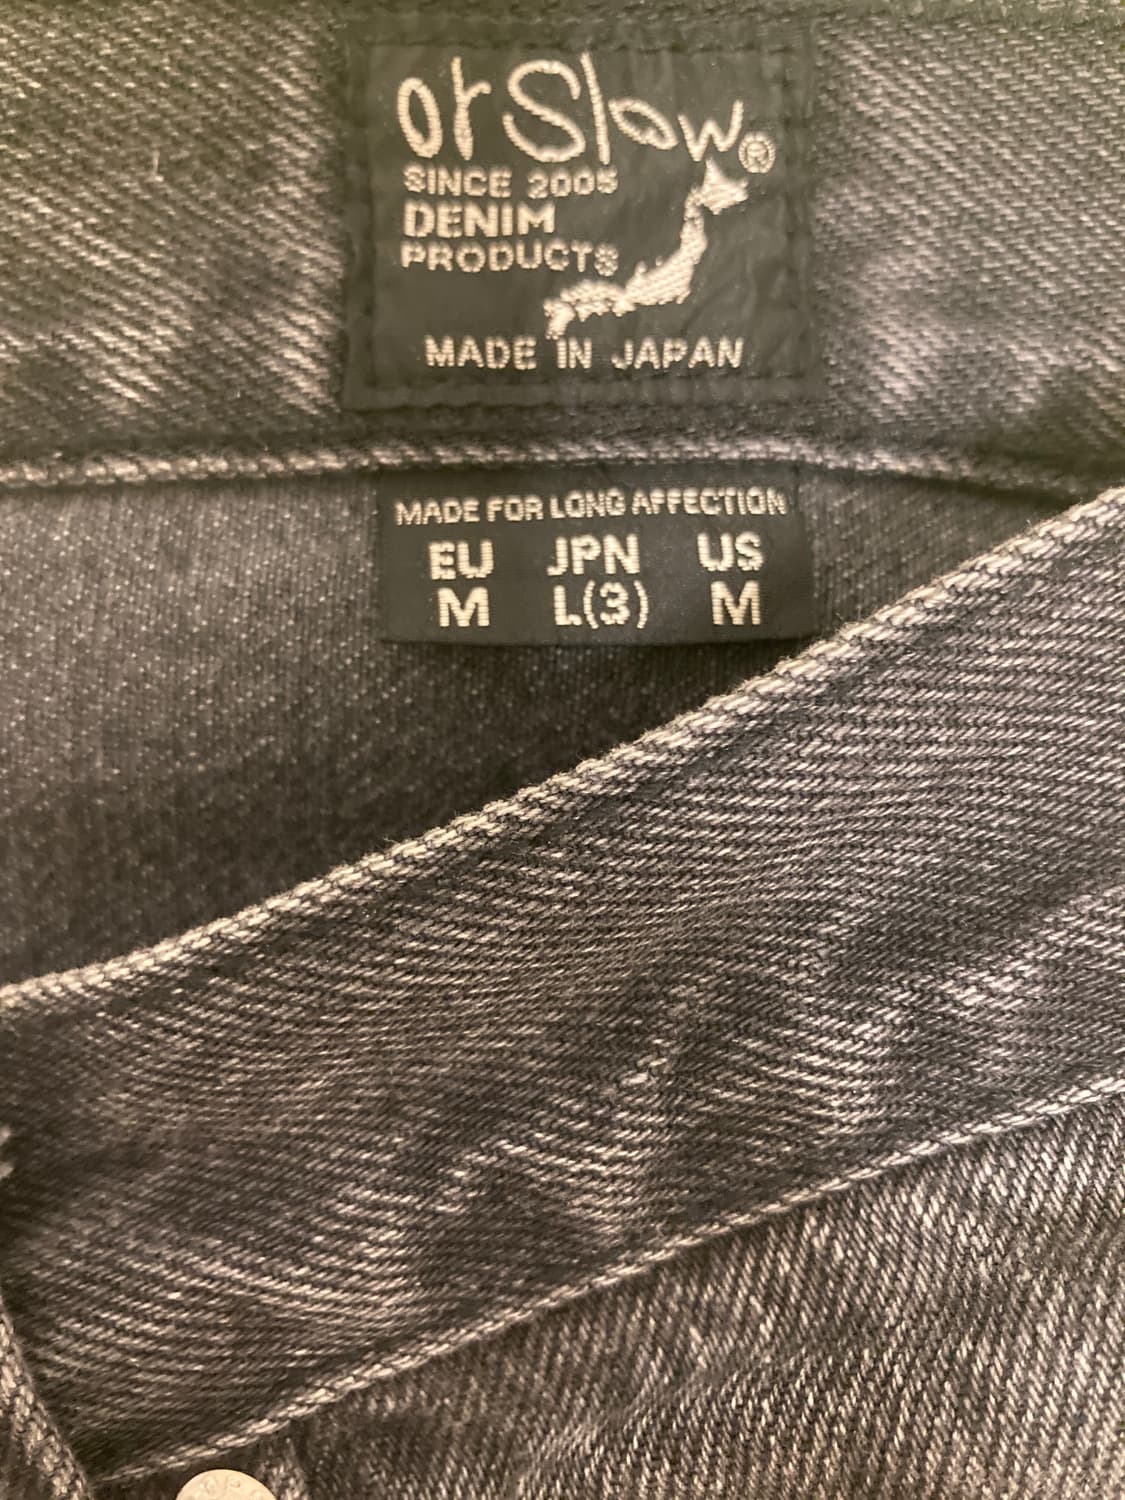 orSlow®
SINCE 2005
DENIM
PRODUCTS
MADE IN JAPAN
MADE FOR LONG AFFECTION
EU JPN US
M L(3) M